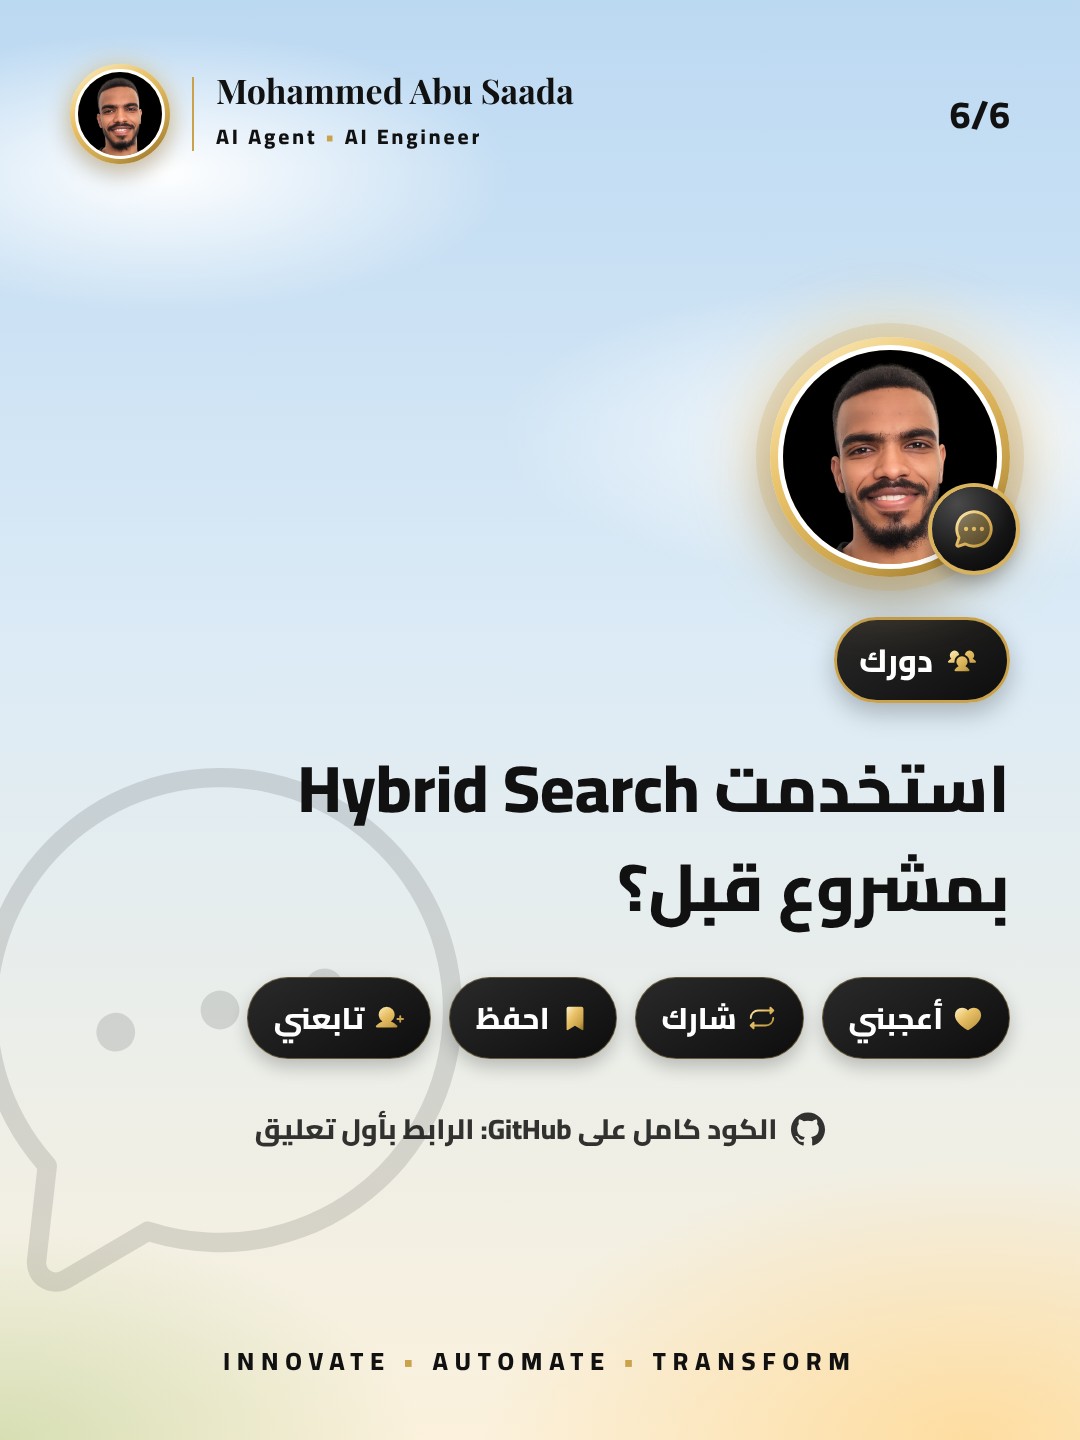 Mohammed Abu Saada
AI Agent ▪ AI Engineer
6/6
دورك
استخدمت Hybrid Search
بمشروع قبل؟
أعجبني
شارك
احفظ
تابعني
الكود كامل على GitHub: الرابط بأول تعليق
INNOVATE ▪ AUTOMATE ▪ TRANSFORM